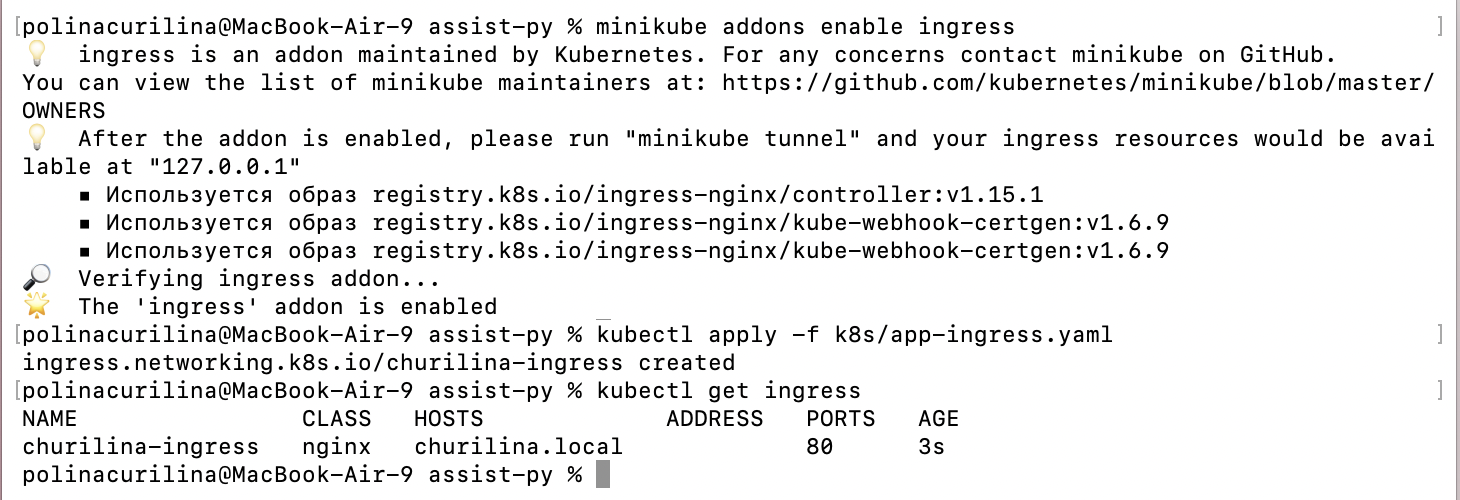 [polinacurilina@MacBook-Air-9 assist-py % minikube addons enable ingress ]
💡 ingress is an addon maintained by Kubernetes. For any concerns contact minikube on GitHub.
You can view the list of minikube maintainers at: https://github.com/kubernetes/minikube/blob/master/
OWNERS
💡 After the addon is enabled, please run "minikube tunnel" and your ingress resources would be avai
lable at "127.0.0.1"
▪ Используется образ registry.k8s.io/ingress-nginx/controller:v1.15.1
▪ Используется образ registry.k8s.io/ingress-nginx/kube-webhook-certgen:v1.6.9
▪ Используется образ registry.k8s.io/ingress-nginx/kube-webhook-certgen:v1.6.9
🔎 Verifying ingress addon...
🌟 The 'ingress' addon is enabled
[polinacurilina@MacBook-Air-9 assist-py % kubectl apply -f k8s/app-ingress.yaml ]
ingress.networking.k8s.io/churilina-ingress created
[polinacurilina@MacBook-Air-9 assist-py % kubectl get ingress ]
NAME CLASS HOSTS ADDRESS PORTS AGE
churilina-ingress nginx churilina.local 80 3s
polinacurilina@MacBook-Air-9 assist-py %